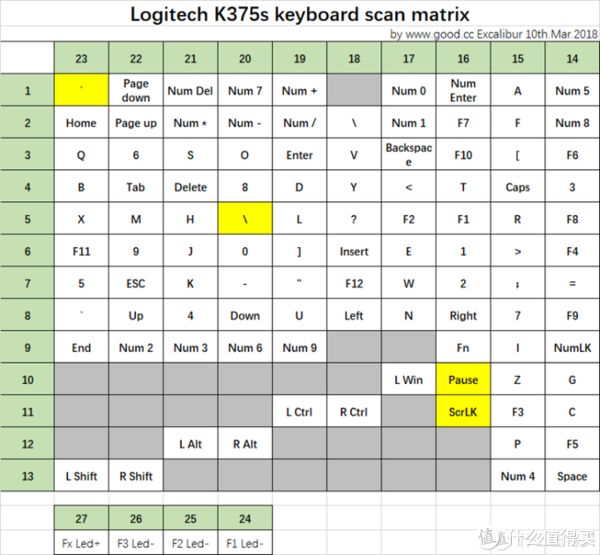 Logitech K375s keyboard scan matrix
by www.good.cc Excalibur 10th.Mar.2018
23 22 21 20 19 18 17 16 15 14
1 ` Page down Num Del Num 7 Num + Num 0 Num Enter A Num 5
2 Home Page up Num * Num - Num / \ Num 1 F7 F Num 8
3 Q 6 S O Enter V Backspace F10 [ F6
4 B Tab Delete 8 D Y < T Caps 3
5 X M H \ L ? F2 F1 R F8
6 F11 9 J 0 ] Insert E 1 > F4
7 5 ESC K - " F12 W 2 ; =
8 ` Up 4 Down U Left N Right 7 F9
9 End Num 2 Num 3 Num 6 Num 9 Fn I NumLK
10 L Win Pause Z G
11 L Ctrl R Ctrl ScrLK F3 C
12 L Alt R Alt P F5
13 L Shift R Shift Num 4 Space
27 26 25 24
Fx Led+ F3 Led- F2 Led- F1 Led-
值 什么值得买